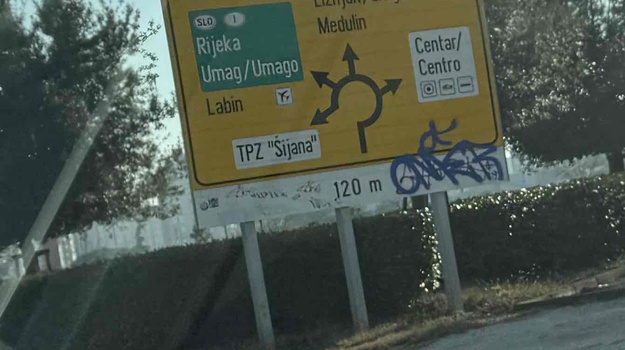 Medulin
SLO I
Rijeka
Umag/Umago
Centar/
Centro
Labin
TPZ "Šijana"
120 m